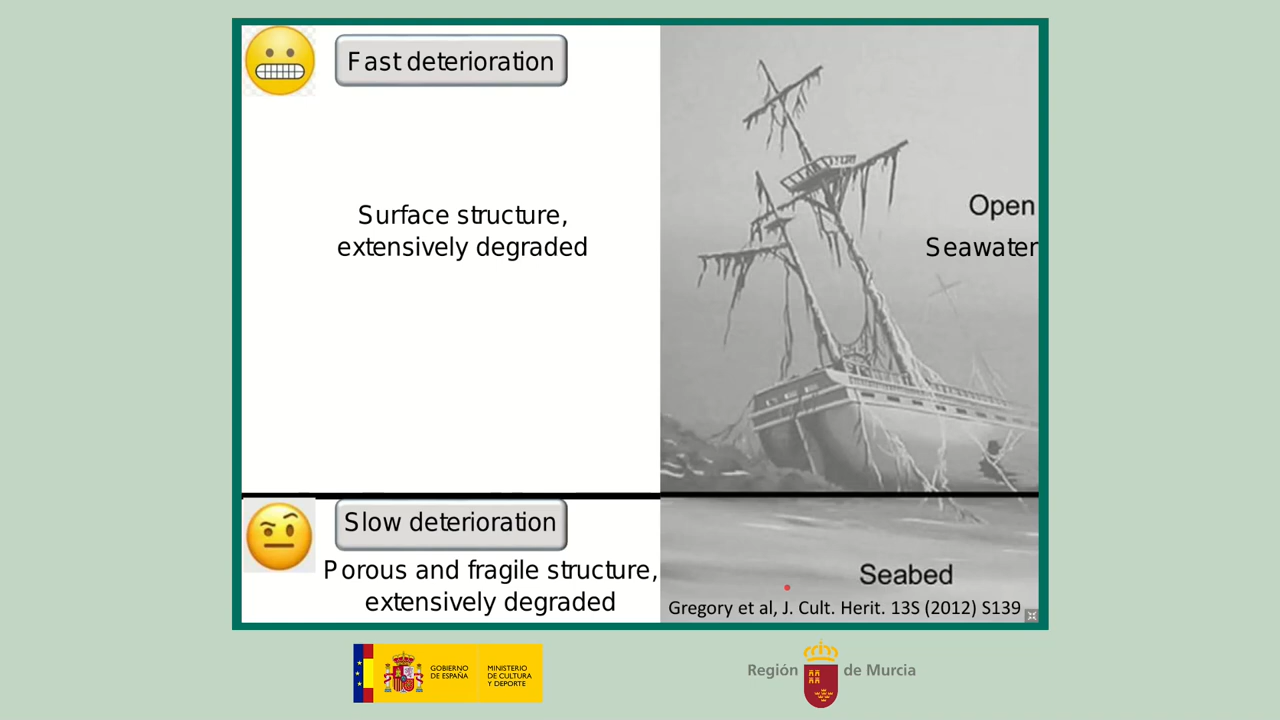 Fast deterioration
Surface structure,
extensively degraded
Open
Seawater
Slow deterioration
Porous and fragile structure,
extensively degraded
Seabed
Gregory et al, J. Cult. Herit. 13S (2012) S139
GOBIERNO
DE ESPAÑA
MINISTERIO
DE CULTURA
Y DEPORTE
Región de Murcia